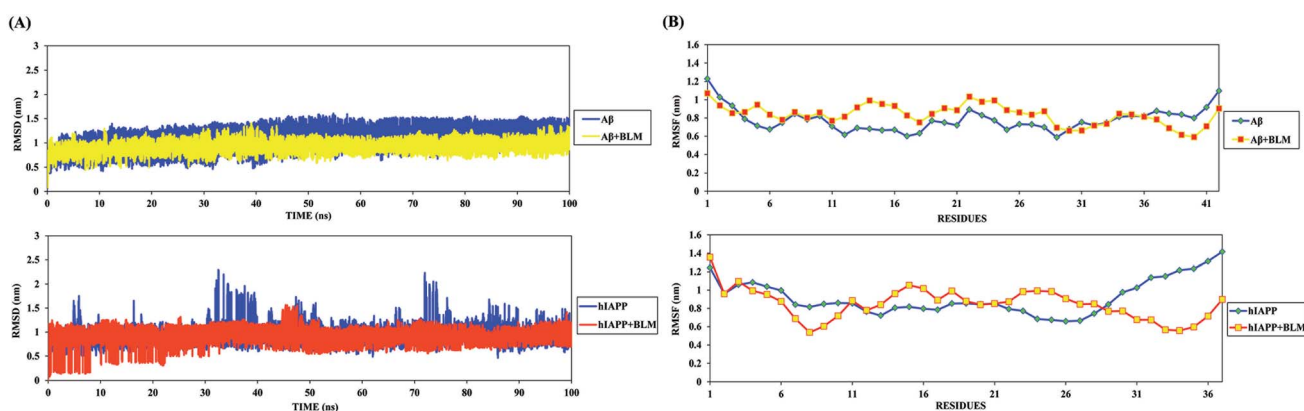 (A)
3
2.5
2
1.5
1
0.5
0
RMSD (nm)
0 10 20 30 40 50 60 70 80 90 100
TIME (ns)
Aβ
Aβ+BLM
3
2.5
2
1.5
1
0.5
0
RMSD (nm)
0 10 20 30 40 50 60 70 80 90 100
TIME (ns)
hIAPP
hIAPP+BLM
(B)
1.6
1.4
1.2
1
0.8
0.6
0.4
0.2
0
RMSF (nm)
1 6 11 16 21 26 31 36 41
RESIDUES
Aβ
Aβ+BLM
1.6
1.4
1.2
1
0.8
0.6
0.4
0.2
0
RMSF (nm)
1 6 11 16 21 26 31 36
RESIDUES
hIAPP
hIAPP+BLM